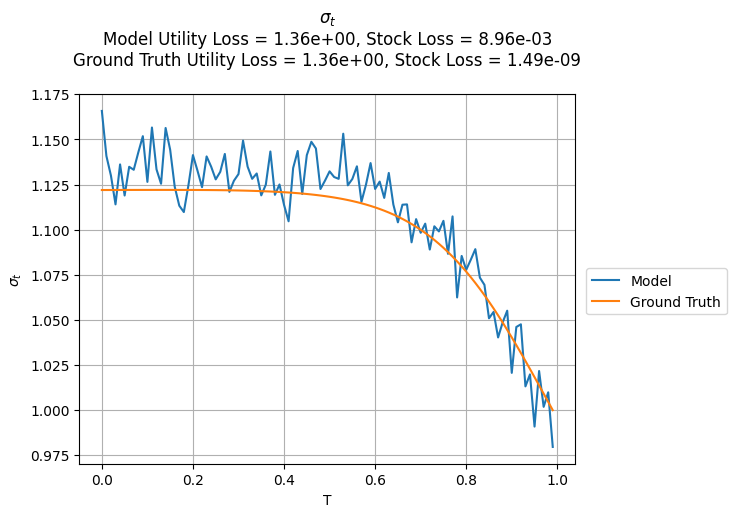 σt
Model Utility Loss = 1.36e+00, Stock Loss = 8.96e-03
Ground Truth Utility Loss = 1.36e+00, Stock Loss = 1.49e-09
1.175
1.150
1.125
1.100
1.075
1.050
1.025
1.000
0.975
σt
Model
Ground Truth
0.0 0.2 0.4 0.6 0.8 1.0
T